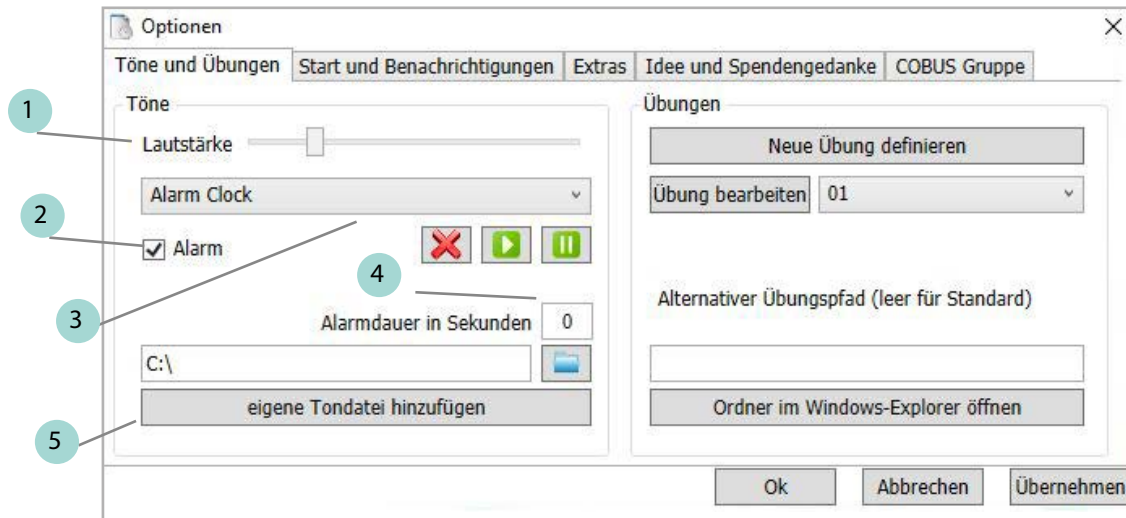 Optionen
Töne und Übungen Start und Benachrichtigungen Extras Idee und Spendengedanke COBUS Gruppe
Töne
1
Lautstärke
Alarm Clock
2
Alarm
3
4
Alarmdauer in Sekunden 0
C:\
eigene Tondatei hinzufügen
5
Übungen
Neue Übung definieren
Übung bearbeiten 01
Alternativer Übungspfad (leer für Standard)
Ordner im Windows-Explorer öffnen
Ok Abbrechen Übernehmen